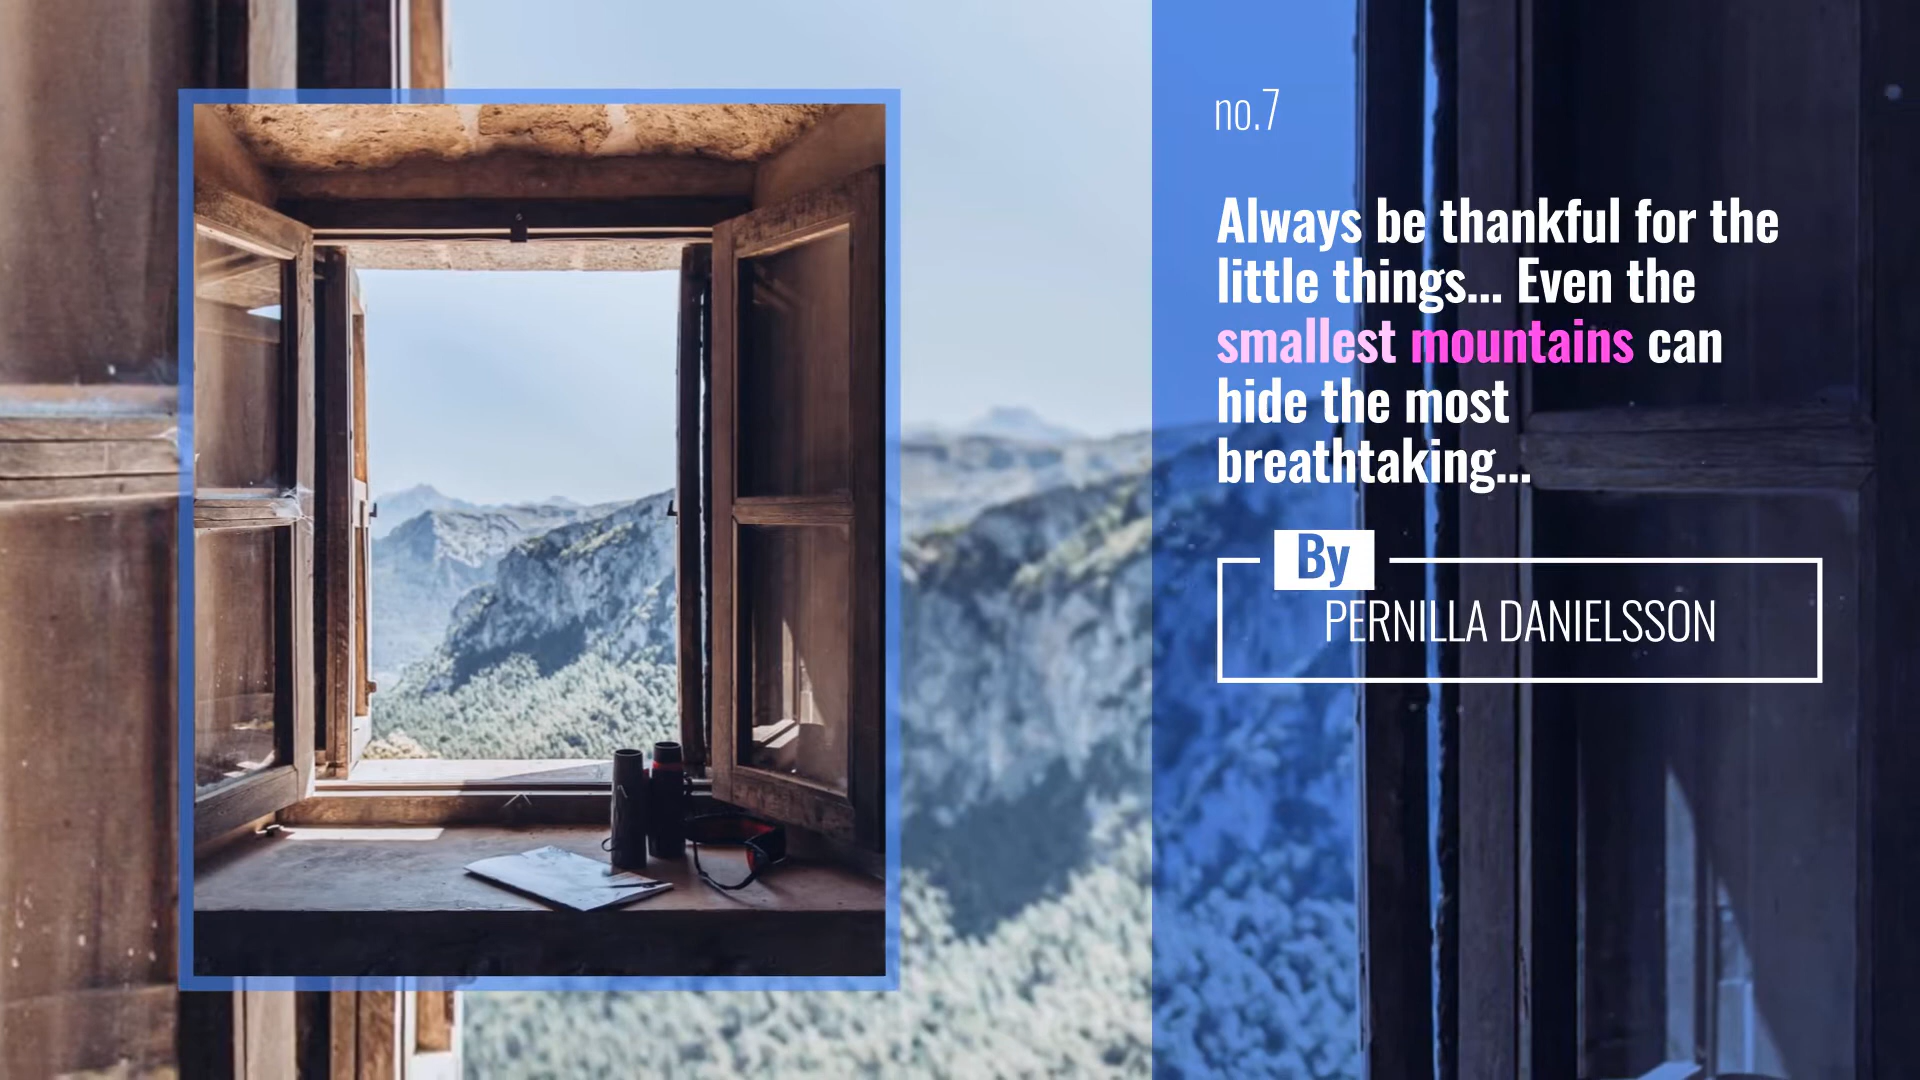 no.7
Always be thankful for the
little things... Even the
smallest mountains can
hide the most
breathtaking...
By
PERNILLA DANIELSSON